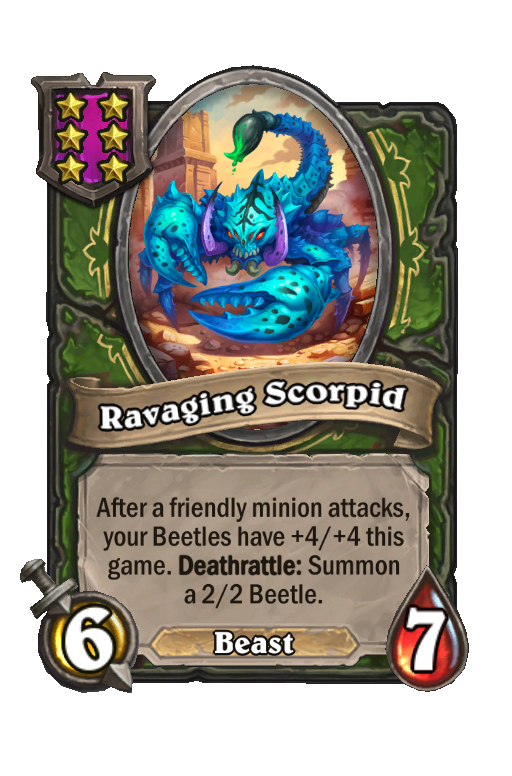 Ravaging Scorpid
After a friendly minion attacks,
your Beetles have +4/+4 this
game. Deathrattle: Summon
a 2/2 Beetle.
6
Beast
7